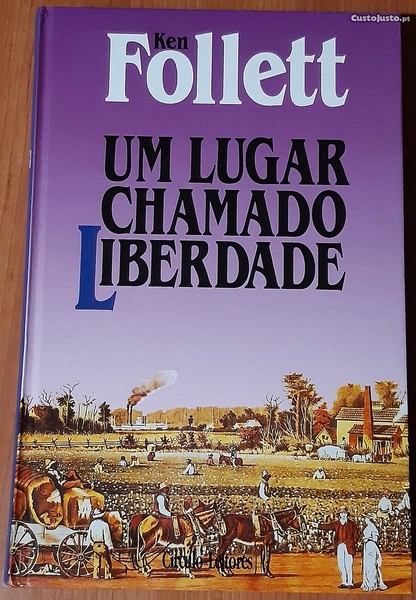 CustoJusto.pt
Ken
Follett
UM LUGAR
CHAMADO
LIBERDADE
Círculo Leitores